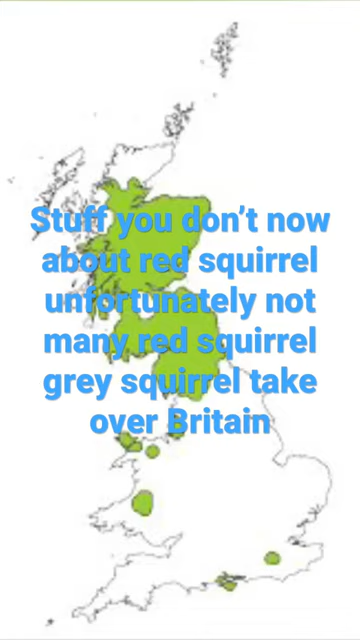 Stuff you don't now
about red squirrel
unfortunately not
many red squirrel
grey squirrel take
over Britain